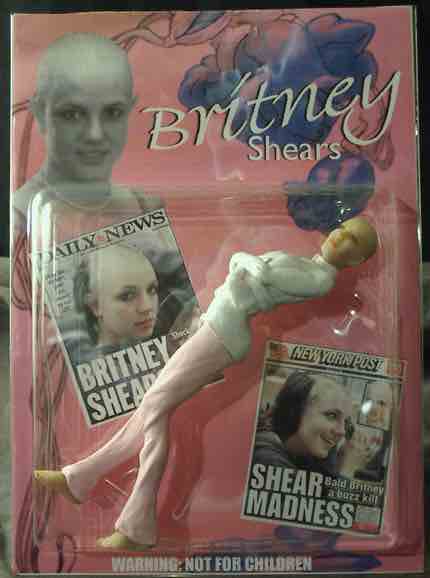 Britney
Shears
DAILY NEWS
BRITNEY
SHEAR
NEW YORK POST
SHEAR
MADNESS
Bald Britney
a buzz kill
WARNING: NOT FOR CHILDREN